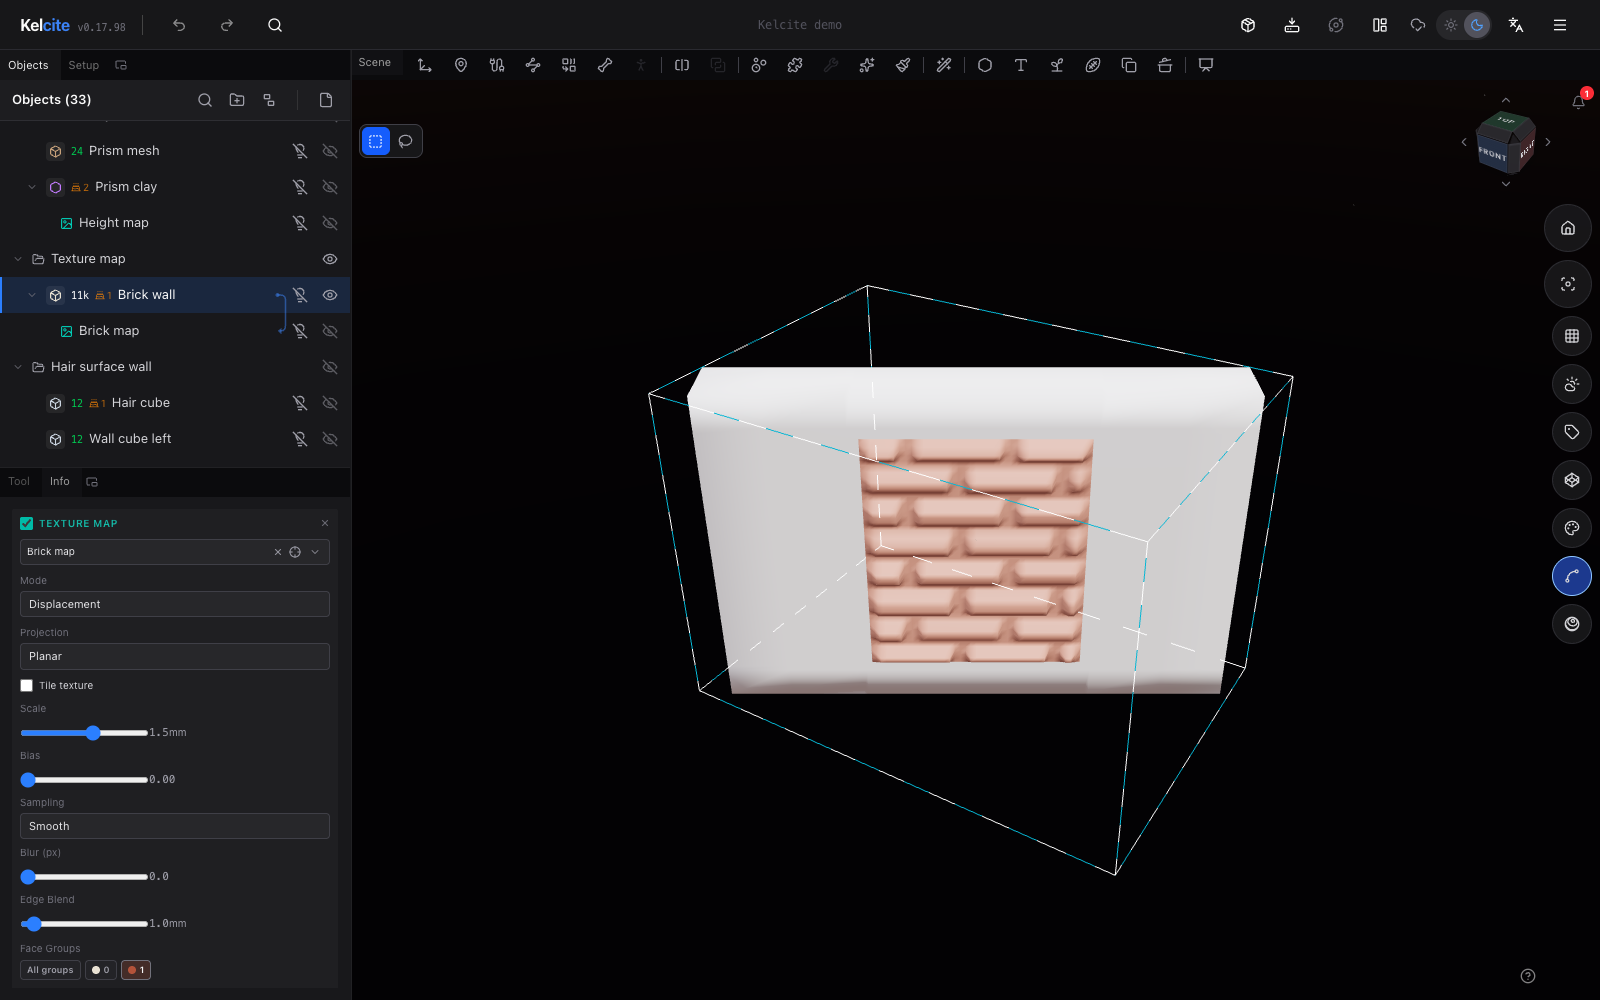 Kelcite v0.17.98
Kelcite demo
Objects
Setup
Objects (33)
24 Prism mesh
2 Prism clay
Height map
Texture map
11k 1 Brick wall
Brick map
Hair surface wall
12 1 Hair cube
12 Wall cube left
Tool
Info
TEXTURE MAP
Brick map
Mode
Displacement
Projection
Planar
Tile texture
Scale
1.5mm
Bias
0.00
Sampling
Smooth
Blur (px)
0.0
Edge Blend
1.0mm
Face Groups
All groups
0
1
Scene
1
TOP
FRONT
RIGHT